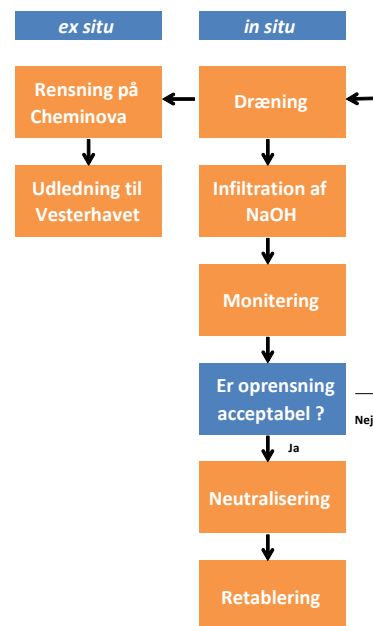 ex situ
in situ
Rensning på
Cheminova
Dræning
Udledning til
Vesterhavet
Infiltration af
NaOH
Monitering
Er oprensning
acceptabel ?
Nej
Ja
Neutralisering
Retablering